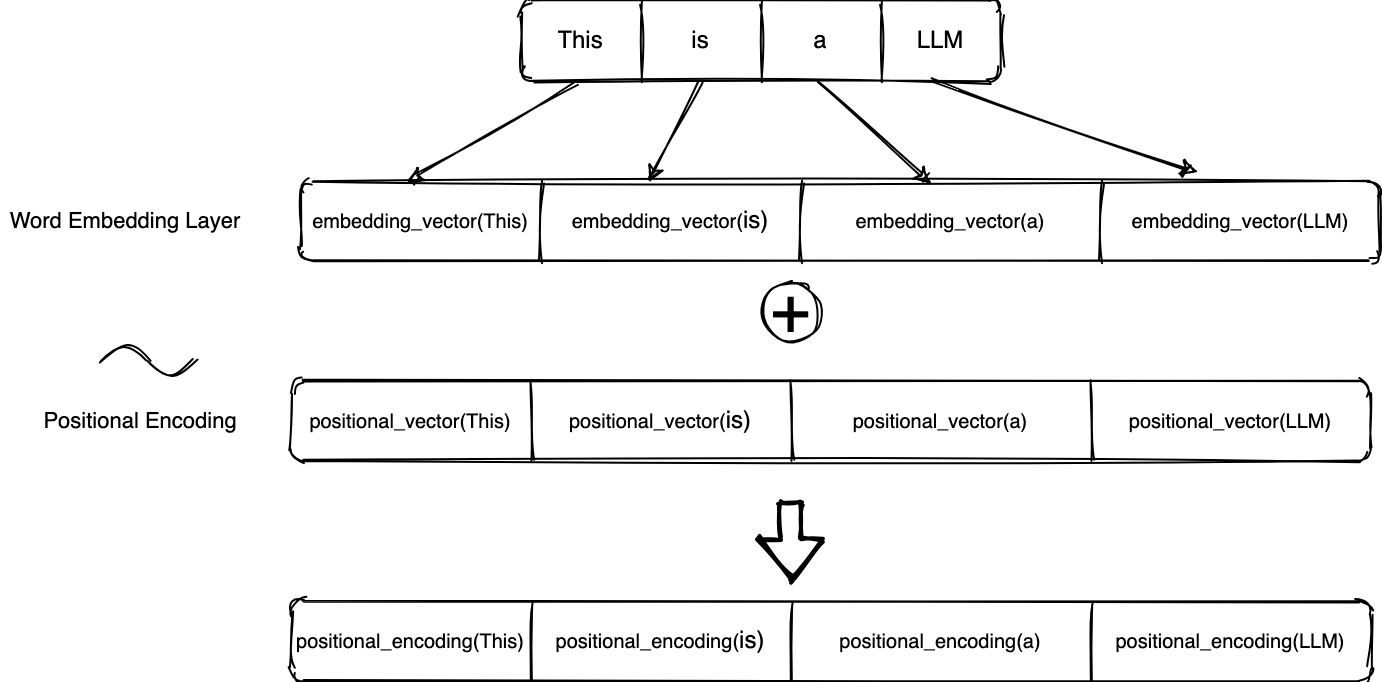 This is a LLM
Word Embedding Layer embedding_vector(This) embedding_vector(is) embedding_vector(a) embedding_vector(LLM)
+
Positional Encoding positional_vector(This) positional_vector(is) positional_vector(a) positional_vector(LLM)
positional_encoding(This) positional_encoding(is) positional_encoding(a) positional_encoding(LLM)